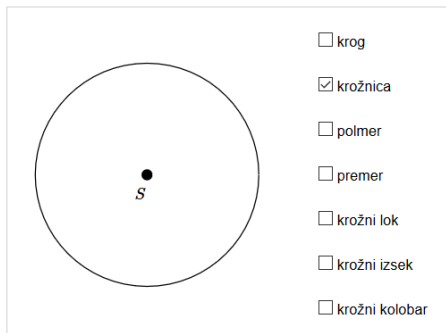 krog
krožnica
polmer
premer
S
krožni lok
krožni izsek
krožni kolobar